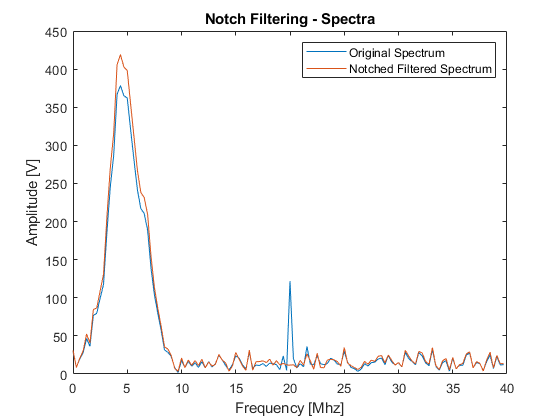 Notch Filtering - Spectra
Original Spectrum
Notched Filtered Spectrum
450
400
350
300
250
200
150
100
50
0
Amplitude [V]
0 5 10 15 20 25 30 35 40
Frequency [Mhz]